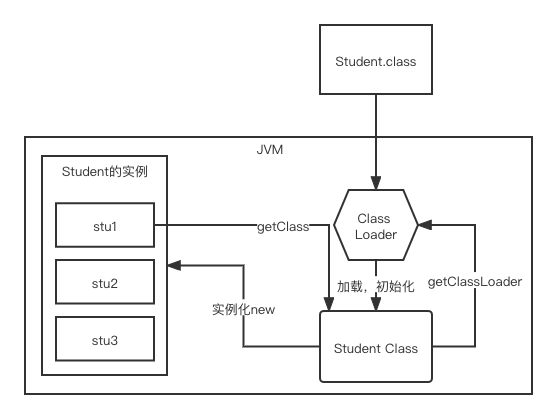 Student.class
JVM
Student的实例
stu1
stu2
stu3
getClass
Class
Loader
加载，初始化
getClassLoader
实例化new
Student Class